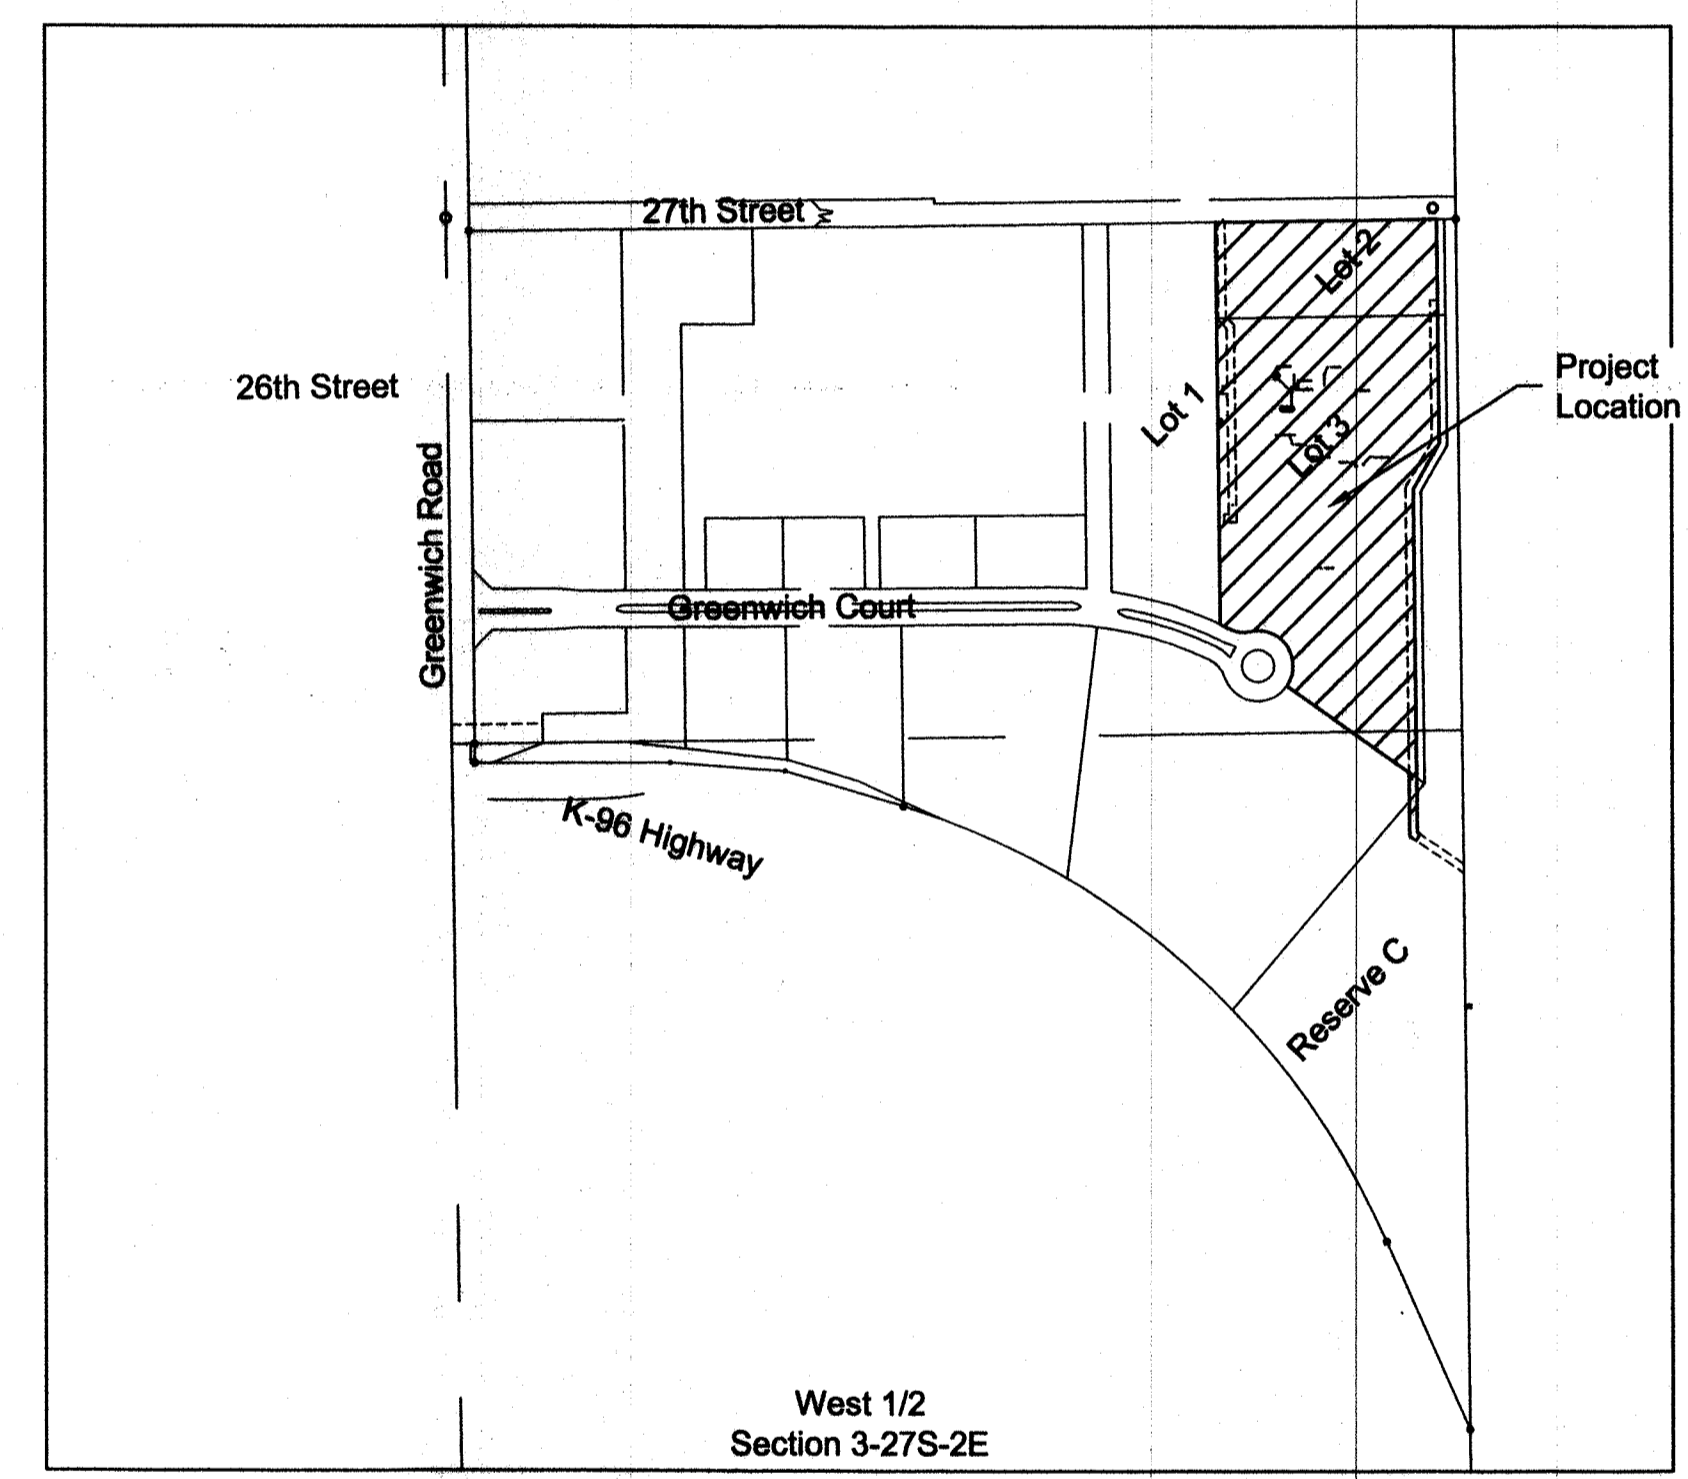 27th Street
Lot 2
26th Street
Project
Location
Lot 1
Lot 3
Greenwich Road
Greenwich Court
K-96 Highway
Reserve C
West 1/2
Section 3-27S-2E